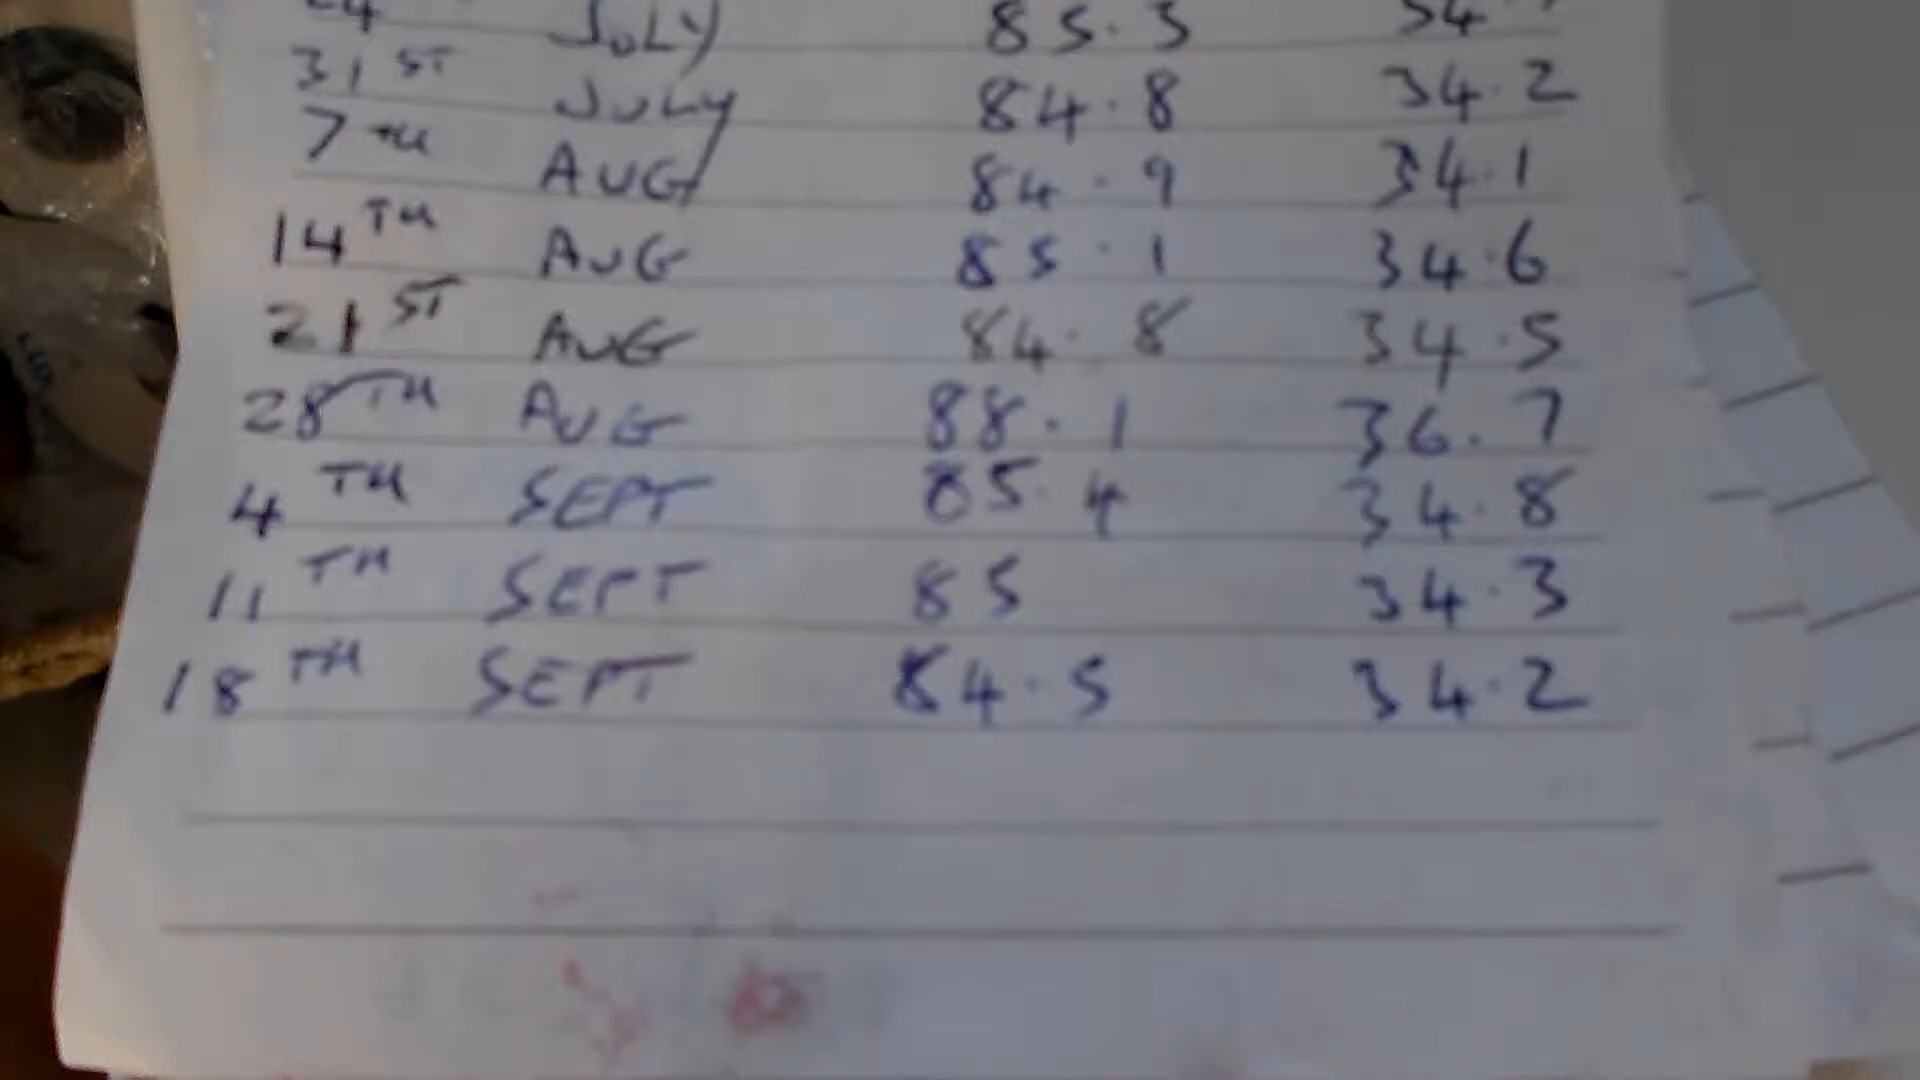 24 JULY 85.3 34.
31ST JULY 84.8 34.2
7TH AUG 84.9 34.1
14TH AUG 85.1 34.6
21ST AUG 84.8 34.5
28TH AUG 88.1 36.7
4TH SEPT 85.4 34.8
11TH SEPT 85 34.3
18TH SEPT 84.5 34.2